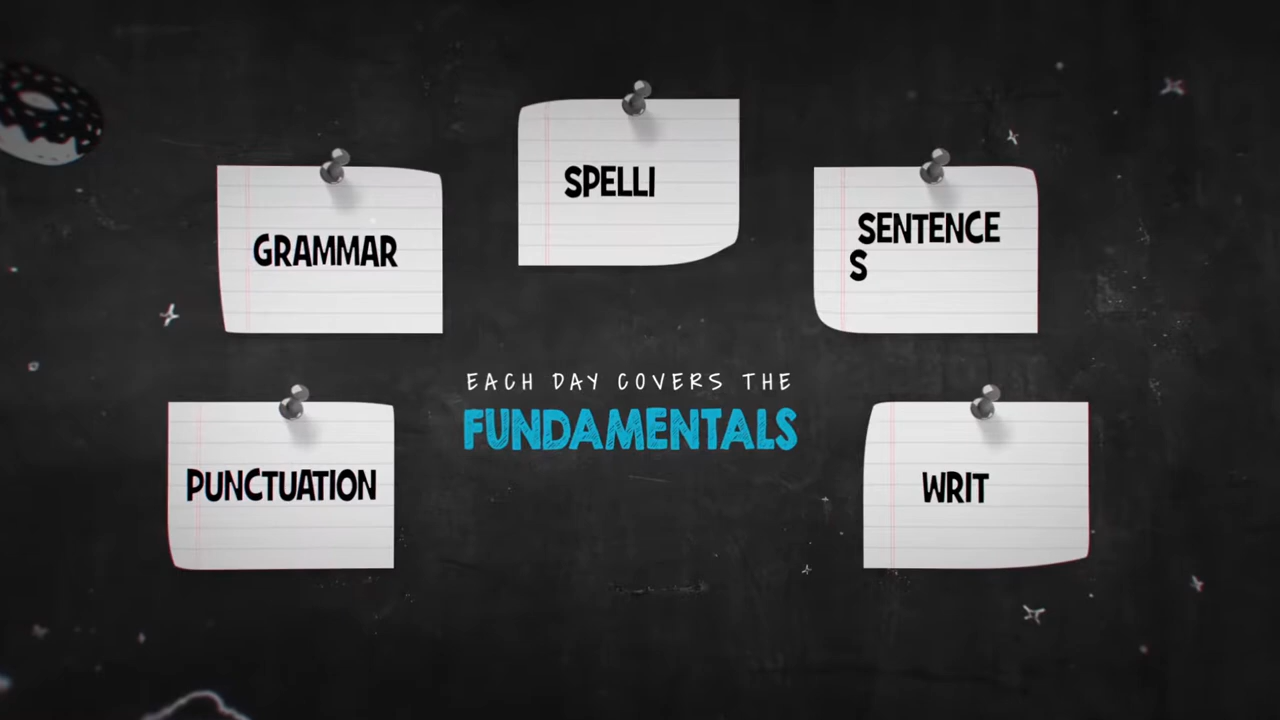 SPELLI
GRAMMAR
SENTENCE
S
EACH DAY COVERS THE
FUNDAMENTALS
PUNCTUATION
WRIT